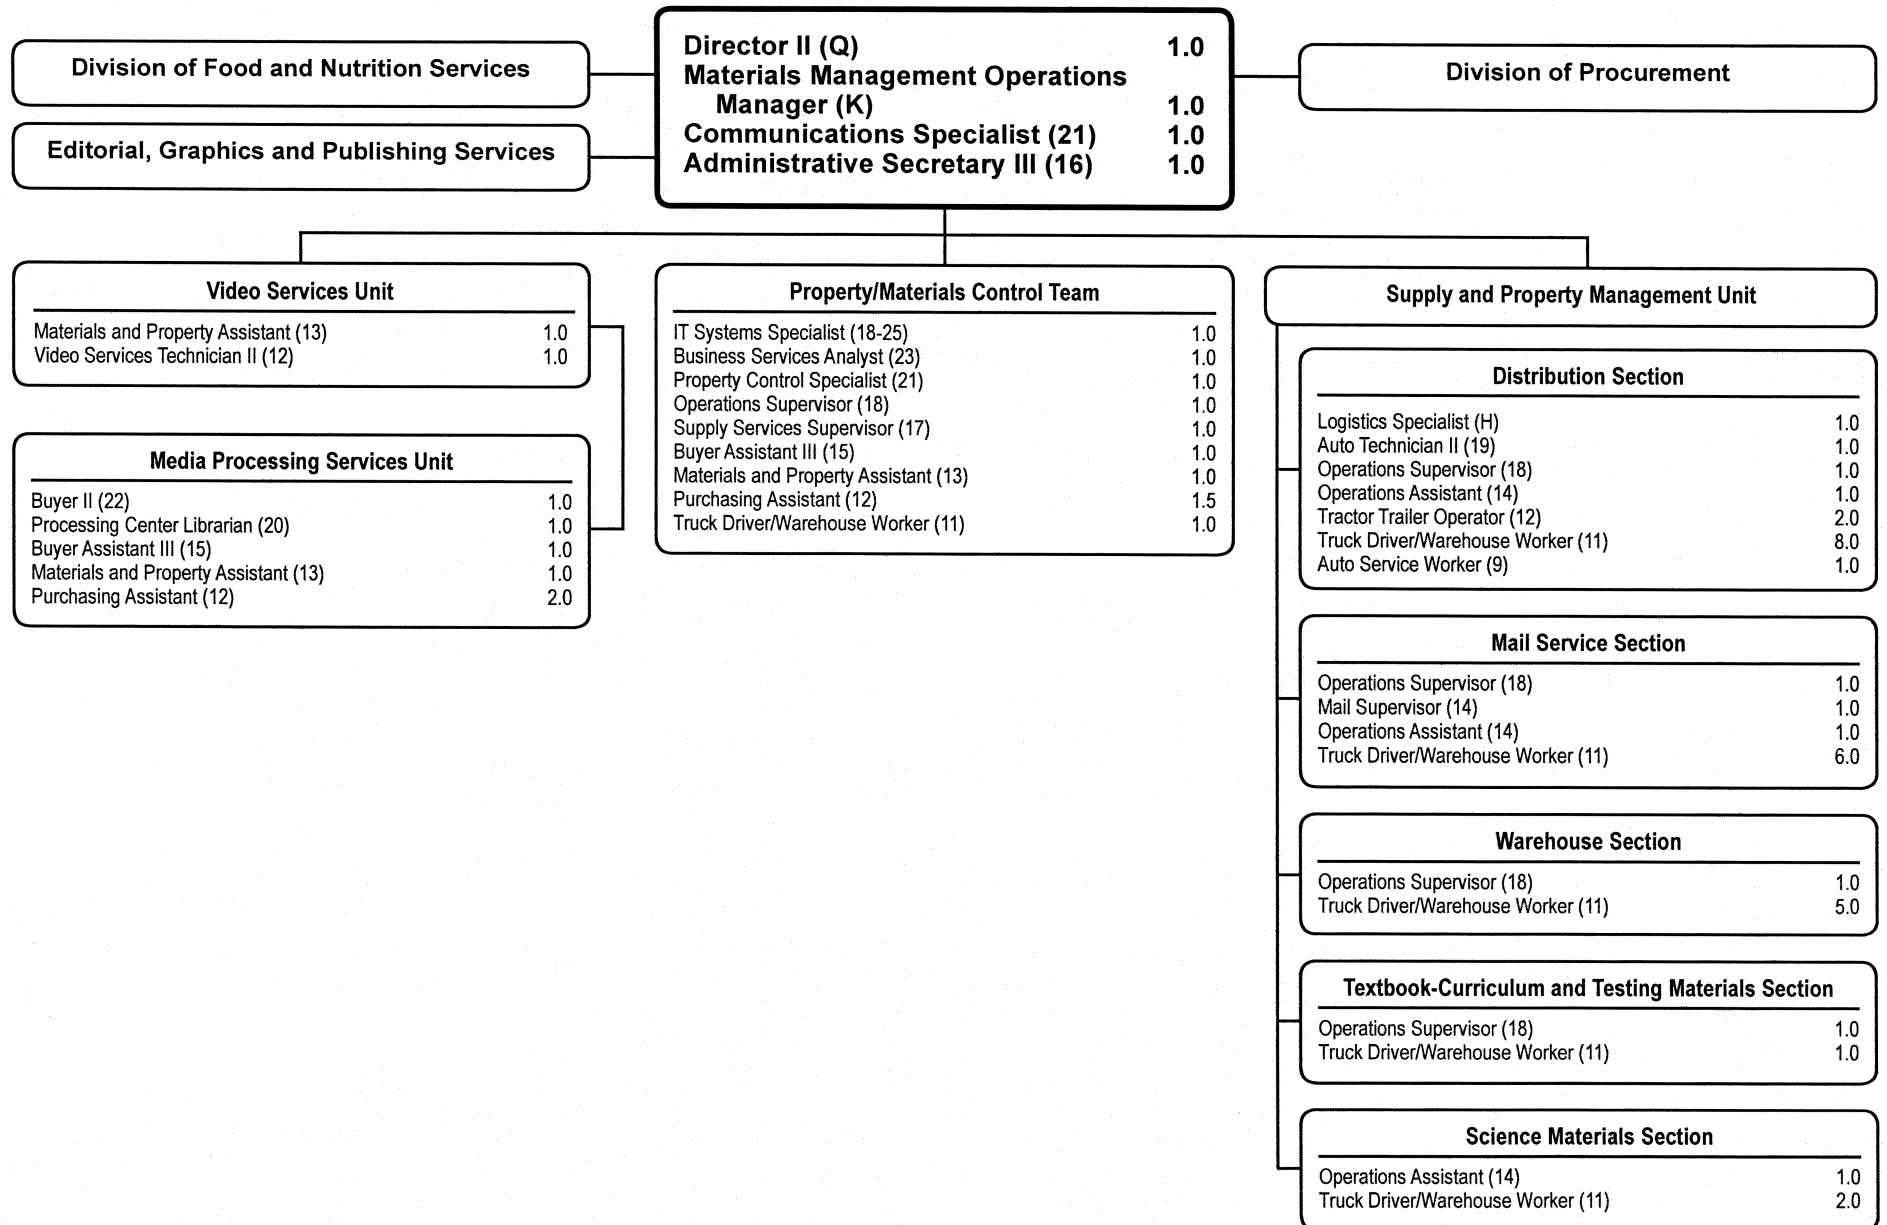 Division of Food and Nutrition Services
Editorial, Graphics and Publishing Services
Director II (Q) 1.0
Materials Management Operations
Manager (K) 1.0
Communications Specialist (21) 1.0
Administrative Secretary III (16) 1.0
Division of Procurement
Video Services Unit
Materials and Property Assistant (13) 1.0
Video Services Technician II (12) 1.0
Media Processing Services Unit
Buyer II (22) 1.0
Processing Center Librarian (20) 1.0
Buyer Assistant III (15) 1.0
Materials and Property Assistant (13) 1.0
Purchasing Assistant (12) 2.0
Property/Materials Control Team
IT Systems Specialist (18-25) 1.0
Business Services Analyst (23) 1.0
Property Control Specialist (21) 1.0
Operations Supervisor (18) 1.0
Supply Services Supervisor (17) 1.0
Buyer Assistant III (15) 1.0
Materials and Property Assistant (13) 1.0
Purchasing Assistant (12) 1.5
Truck Driver/Warehouse Worker (11) 1.0
Supply and Property Management Unit
Distribution Section
Logistics Specialist (H) 1.0
Auto Technician II (19) 1.0
Operations Supervisor (18) 1.0
Operations Assistant (14) 1.0
Tractor Trailer Operator (12) 2.0
Truck Driver/Warehouse Worker (11) 8.0
Auto Service Worker (9) 1.0
Mail Service Section
Operations Supervisor (18) 1.0
Mail Supervisor (14) 1.0
Operations Assistant (14) 1.0
Truck Driver/Warehouse Worker (11) 6.0
Warehouse Section
Operations Supervisor (18) 1.0
Truck Driver/Warehouse Worker (11) 5.0
Textbook-Curriculum and Testing Materials Section
Operations Supervisor (18) 1.0
Truck Driver/Warehouse Worker (11) 1.0
Science Materials Section
Operations Assistant (14) 1.0
Truck Driver/Warehouse Worker (11) 2.0